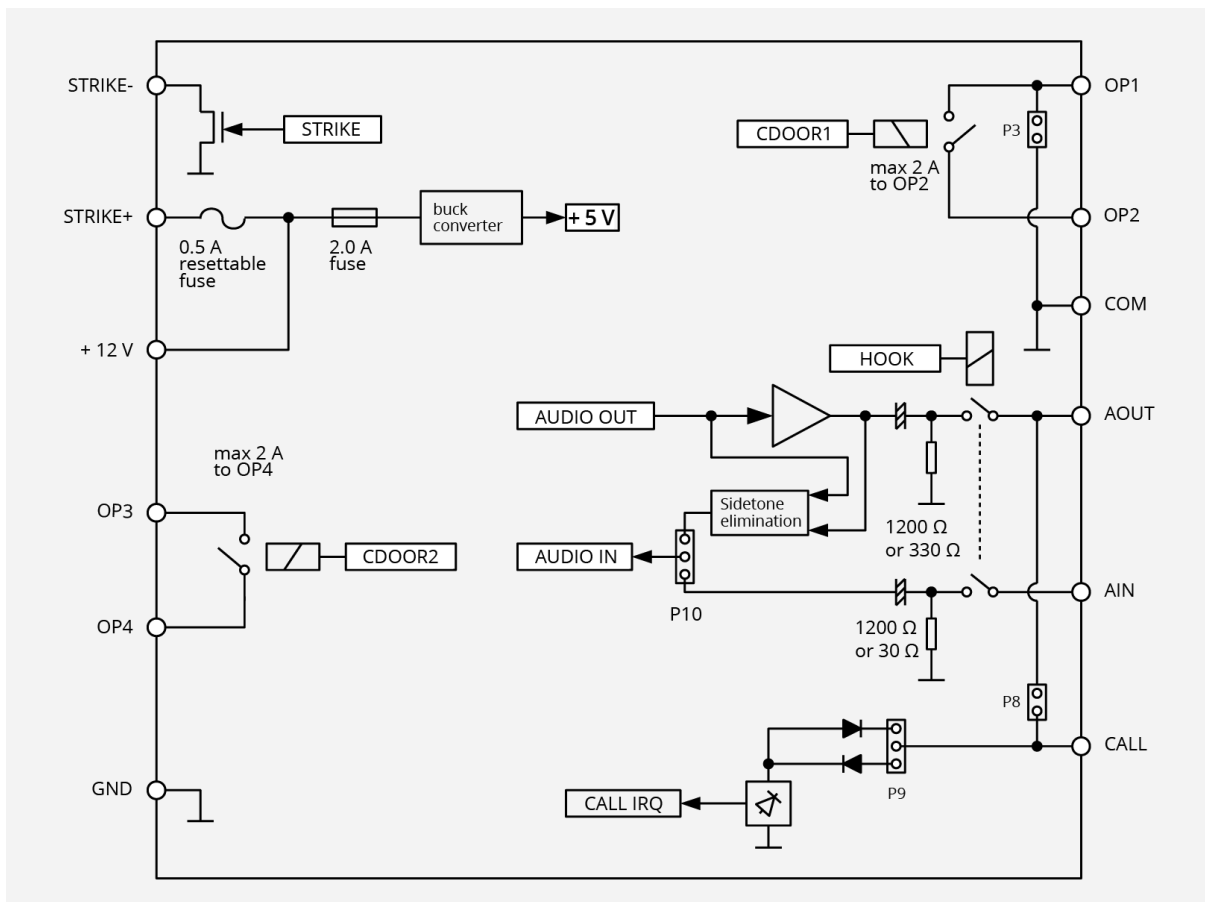 STRIKE-
STRIKE
CDOOR1
max 2 A
to OP2
P3
OP1
STRIKE+
0.5 A
resettable
fuse
2.0 A
fuse
buck
converter
+ 5 V
OP2
COM
+ 12 V
HOOK
AUDIO OUT
AOUT
max 2 A
to OP4
OP3
CDOOR2
Sidetone
elimination
1200 Ω
or 330 Ω
AUDIO IN
P10
AIN
OP4
1200 Ω
or 30 Ω
P8
CALL
P9
GND
CALL IRQ